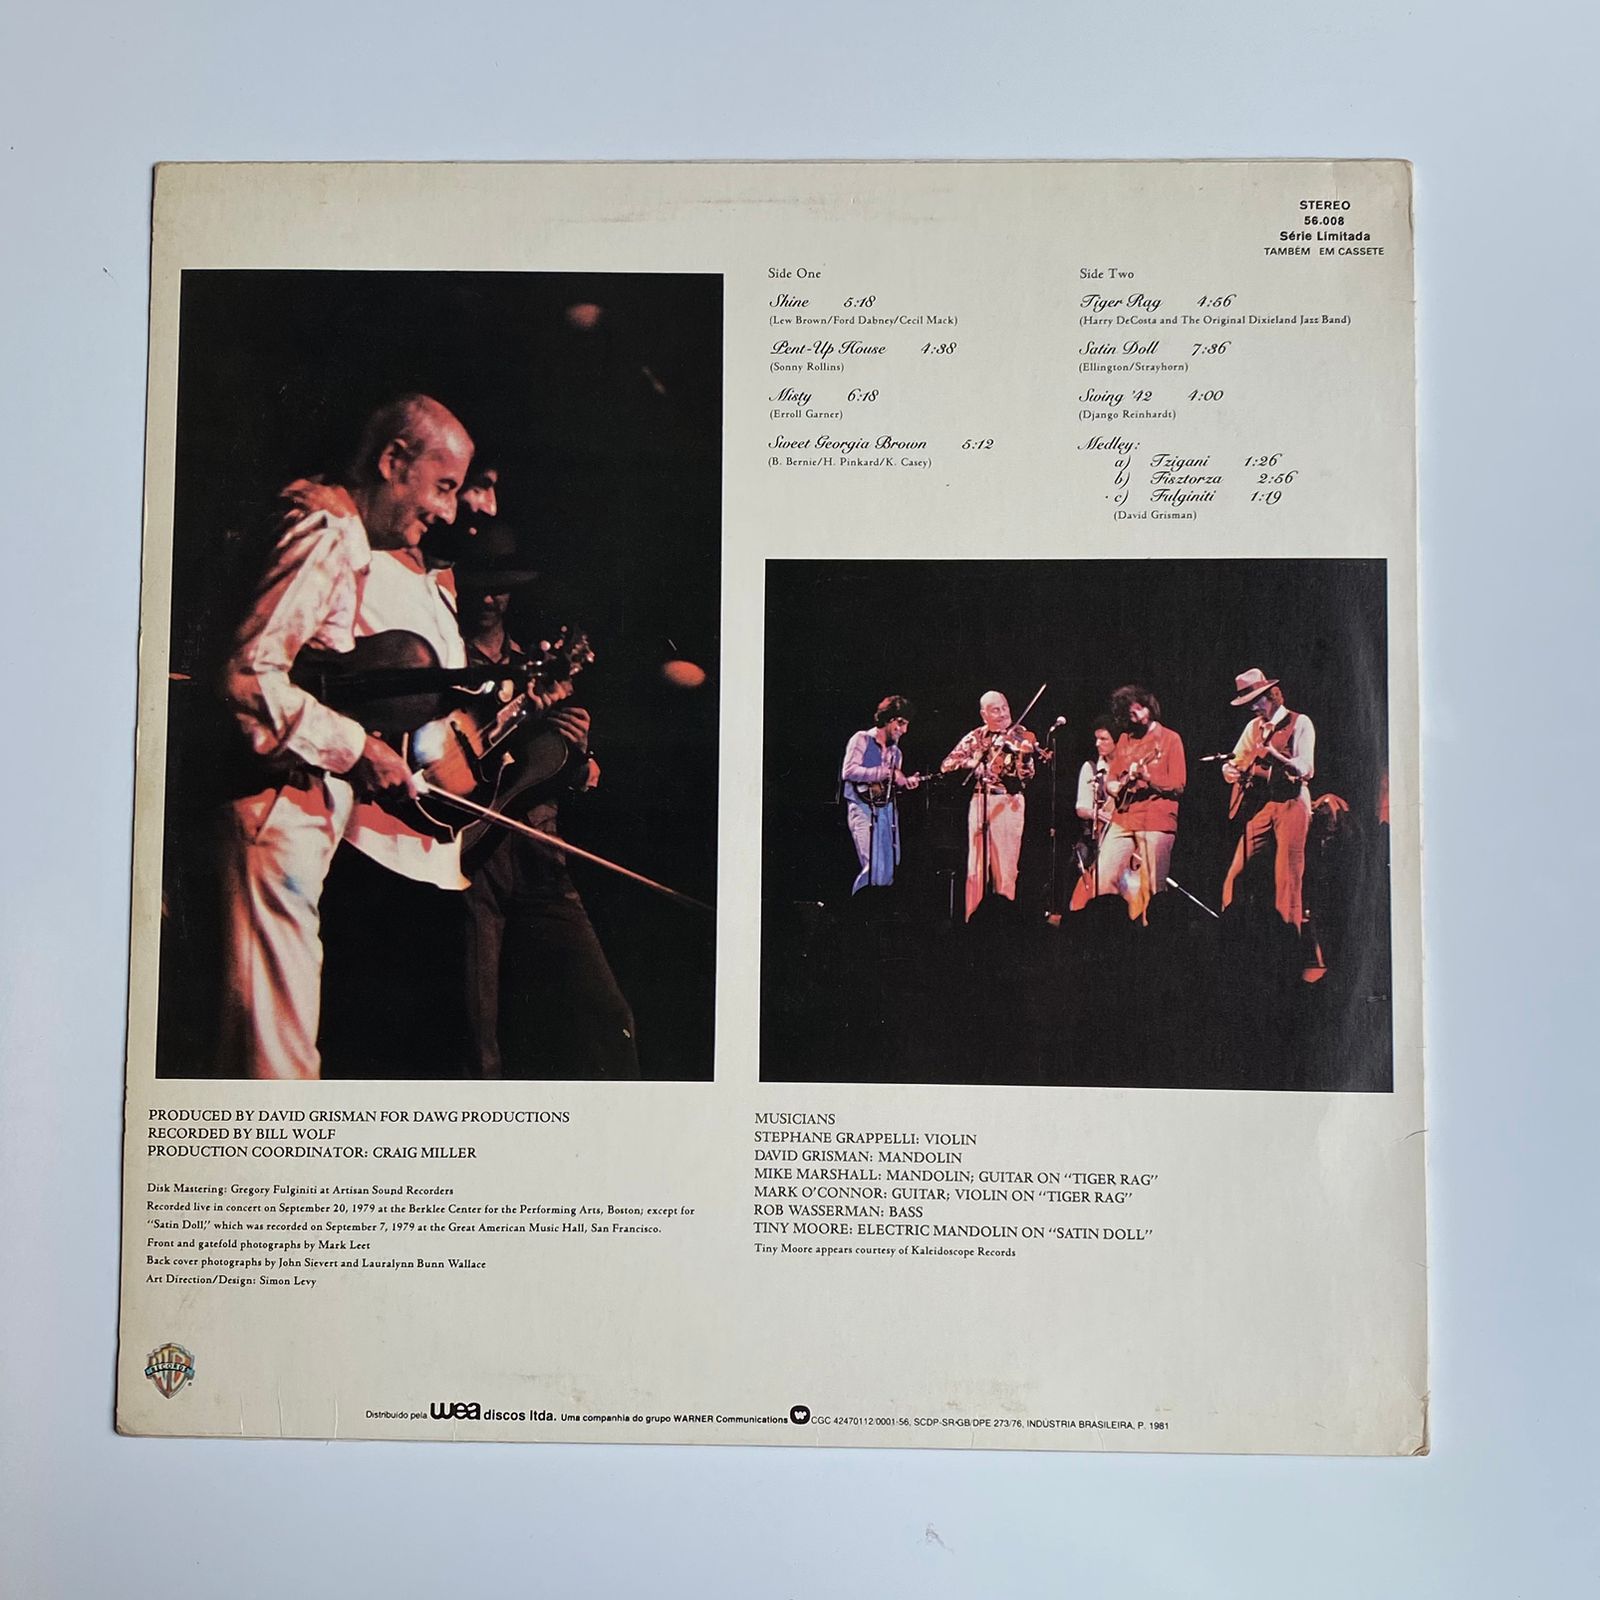 STEREO
56.008
Série Limitada
TAMBÉM EM CASSETE
Side One
Shine 5:18
(Lew Brown/Ford Dabney/Cecil Mack)
Pent-Up House 4:38
(Sonny Rollins)
Misty 6:18
(Erroll Garner)
Sweet Georgia Brown 5:12
(B. Bernie/H. Pinkard/K. Casey)
Side Two
Tiger Rag 4:56
(Harry DeCosta and The Original Dixieland Jazz Band)
Satin Doll 7:36
(Ellington/Strayhorn)
Swing '42 4:00
(Django Reinhardt)
Medley:
a) Tzigani 1:26
b) Fisztorza 2:56
c) Fulginiti 1:19
(David Grisman)
PRODUCED BY DAVID GRISMAN FOR DAWG PRODUCTIONS
RECORDED BY BILL WOLF
PRODUCTION COORDINATOR: CRAIG MILLER
Disk Mastering: Gregory Fulginiti at Artisan Sound Recorders
Recorded live in concert on September 20, 1979 at the Berklee Center for the Performing Arts, Boston; except for
“Satin Doll,” which was recorded on September 7, 1979 at the Great American Music Hall, San Francisco.
Front and gatefold photographs by Mark Leet
Back cover photographs by John Sievert and Lauralynn Bunn Wallace
Art Direction/Design: Simon Levy
MUSICIANS
STEPHANE GRAPPELLI: VIOLIN
DAVID GRISMAN: MANDOLIN
MIKE MARSHALL: MANDOLIN; GUITAR ON “TIGER RAG”
MARK O'CONNOR: GUITAR; VIOLIN ON “TIGER RAG”
ROB WASSERMAN: BASS
TINY MOORE: ELECTRIC MANDOLIN ON “SATIN DOLL”
Tiny Moore appears courtesy of Kaleidoscope Records
WB RECORDS
Distribuido pela wea discos ltda. Uma companhia do grupo WARNER Communications CGC 42470112/0001-56, SCDP-SR-GB/DPE 273/76, INDÚSTRIA BRASILEIRA, P. 1981